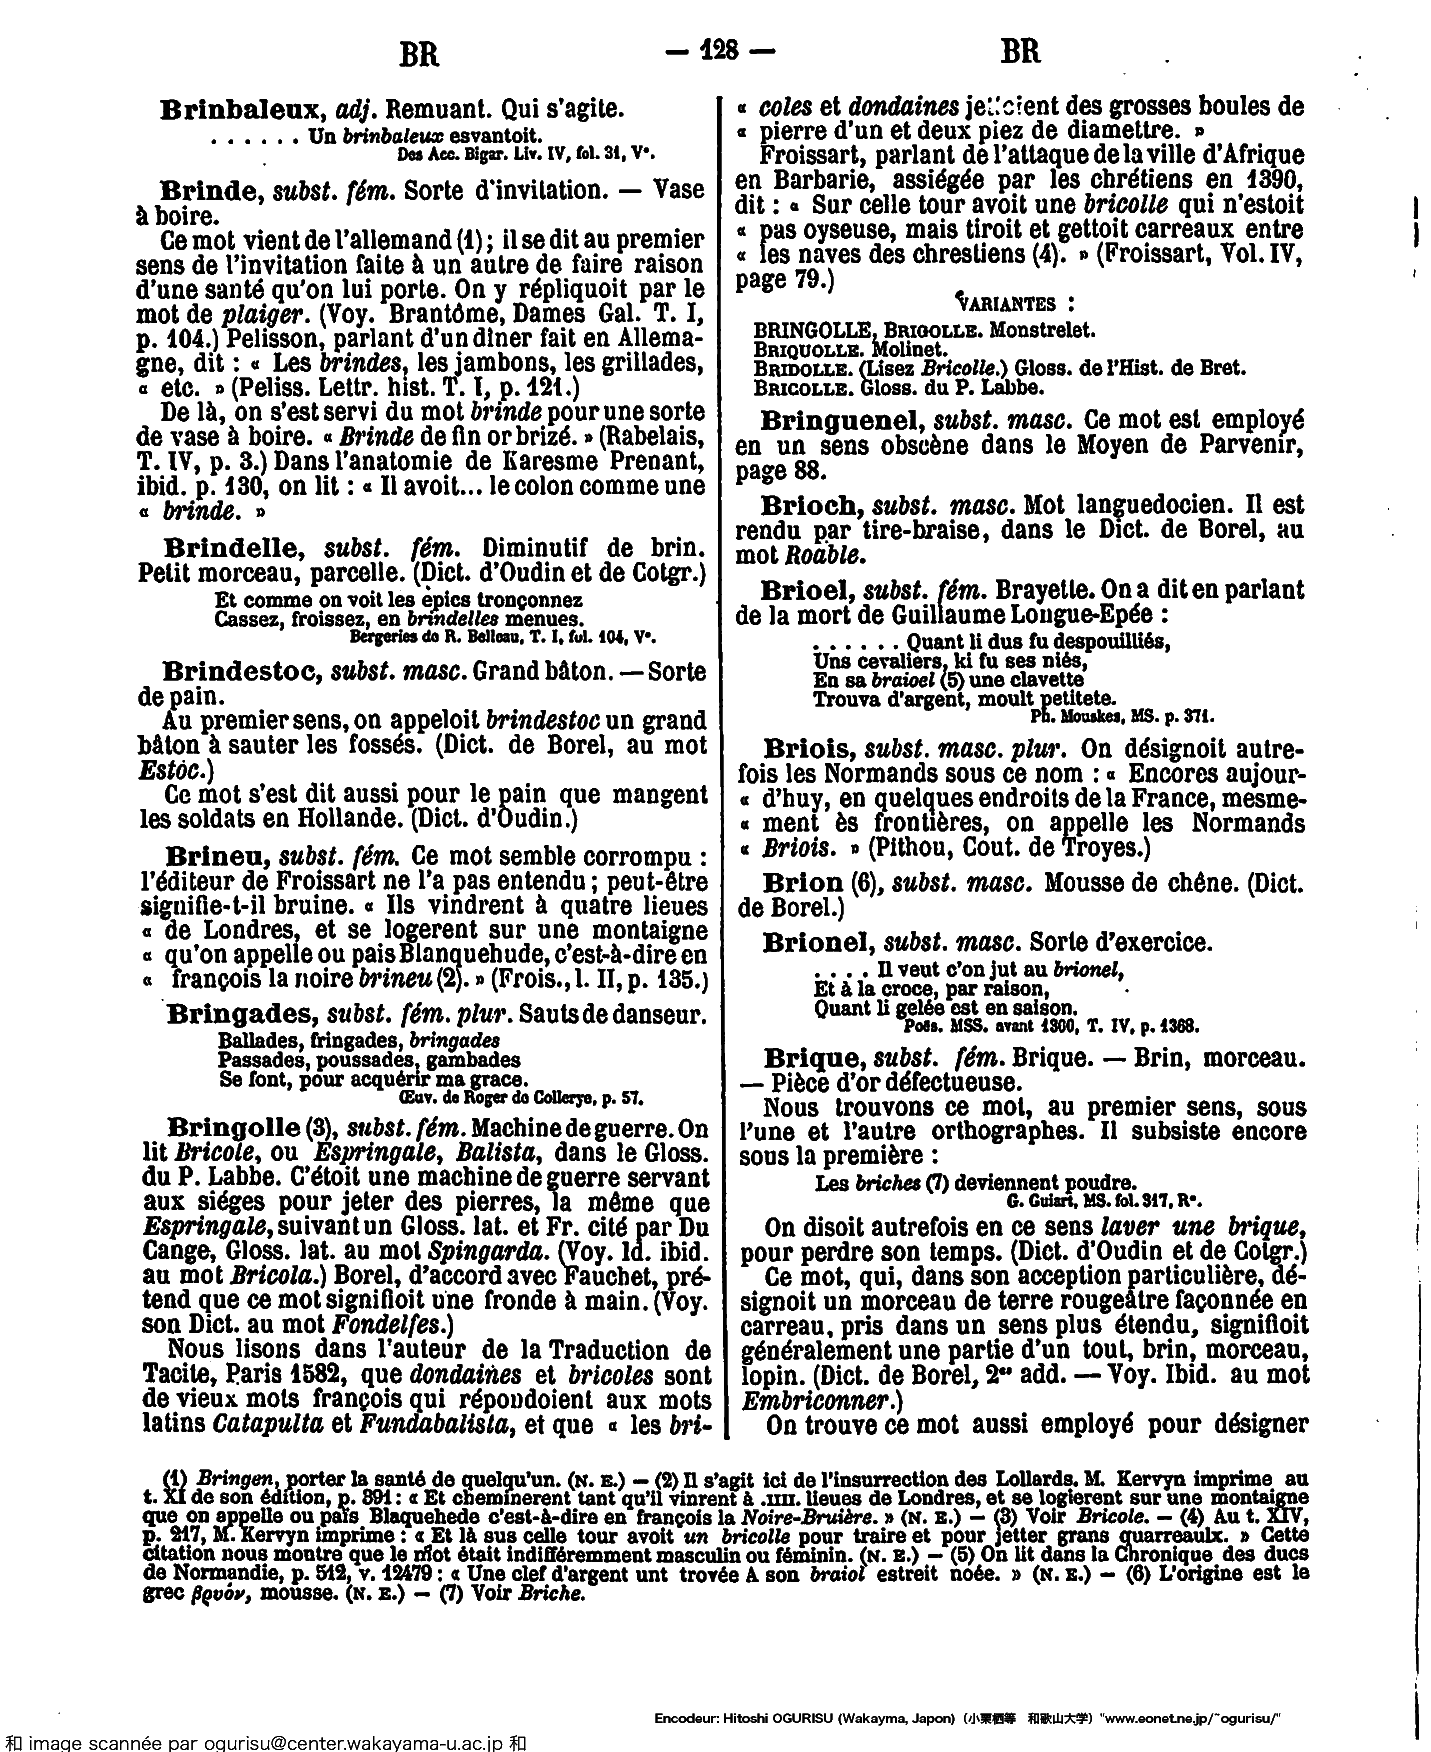 BR
— 128 —
BR
Brinbaleux, adj. Remuant. Qui s'agite.
. . . . . . Un brinbaleux esvantoit.
Des Acc. Bigar. Liv. IV, fol. 31, V°.
Brinde, subst. fém. Sorte d'invitation. — Vase
à boire.
Ce mot vient de l'allemand (1) ; il se dit au premier
sens de l'invitation faite à un autre de faire raison
d'une santé qu'on lui porte. On y répliquoit par le
mot de plaiger. (Voy. Brantôme, Dames Gal. T. I,
p. 104.) Pelisson, parlant d'un diner fait en Allema-
gne, dit : « Les brindes, les jambons, les grillades,
« etc. » (Peliss. Lettr. hist. T. I, p. 121.)
De là, on s'est servi du mot brinde pour une sorte
de vase à boire. « Brinde de fin or brizé. » (Rabelais,
T. IV, p. 3.) Dans l'anatomie de Karesme Prenant,
ibid. p. 130, on lit : « Il avoit... le colon comme une
« brinde. »
Brindelle, subst. fém. Diminutif de brin.
Petit morceau, parcelle. (Dict. d'Oudin et de Cotgr.)
Et comme on voit les èpics tronçonnez
Cassez, froissez, en brindelles menues.
Bergeries de R. Belleau, T. I, fol. 104, V°.
Brindestoc, subst. masc. Grand bâton. — Sorte
de pain.
Au premier sens, on appeloit brindestoc un grand
bâton à sauter les fossés. (Dict. de Borel, au mot
Estoc.)
Ce mot s'est dit aussi pour le pain que mangent
les soldats en Hollande. (Dict. d'Oudin.)
Brineu, subst. fém. Ce mot semble corrompu :
l'éditeur de Froissart ne l'a pas entendu ; peut-être
signifie-t-il bruine. « Ils vindrent à quatre lieues
« de Londres, et se logerent sur une montaigne
« qu'on appelle ou pais Blanquehude, c'est-à-dire en
« françois la noire brineu (2). » (Frois., l. II, p. 135.)
Bringades, subst. fém. plur. Sauts de danseur.
Ballades, fringades, bringades
Passades, poussades, gambades
Se font, pour acquérir ma grace.
Œuv. de Roger de Collerye, p. 57.
Bringolle (3), subst. fém. Machine de guerre. On
lit Bricole, ou Espringale, Balista, dans le Gloss.
du P. Labbe. C'étoit une machine de guerre servant
aux siéges pour jeter des pierres, la même que
Espringale, suivant un Gloss. lat. et Fr. cité par Du
Cange, Gloss. lat. au mot Spingarda. (Voy. Id. ibid.
au mot Bricola.) Borel, d'accord avec Fauchet, pré-
tend que ce mot signifioit une fronde à main. (Voy.
son Dict. au mot Fondelfes.)
Nous lisons dans l'auteur de la Traduction de
Tacite, Paris 1582, que dondaines et bricoles sont
de vieux mots françois qui répondoient aux mots
latins Catapulta et Fundabalista, et que « les bri-
« coles et dondaines jettoient des grosses boules de
« pierre d'un et deux piez de diamettre. »
Froissart, parlant de l'attaque de la ville d'Afrique
en Barbarie, assiégée par les chrétiens en 1390,
dit : « Sur celle tour avoit une bricolle qui n'estoit
« pas oyseuse, mais tiroit et gettoit carreaux entre
« les naves des chrestiens (4). » (Froissart, Vol. IV,
page 79.)
VARIANTES :
BRINGOLLE, BRIGOLLE. Monstrelet.
BRIQUOLLE. Molinet.
BRIDOLLE. (Lisez Bricolle.) Gloss. de l'Hist. de Bret.
BRICOLLE. Gloss. du P. Labbe.
Bringuenel, subst. masc. Ce mot est employé
en un sens obscène dans le Moyen de Parvenir,
page 88.
Brioch, subst. masc. Mot languedocien. Il est
rendu par tire-braise, dans le Dict. de Borel, au
mot Roable.
Brioel, subst. fém. Brayette. On a dit en parlant
de la mort de Guillaume Longue-Epée :
. . . . . . Quant li dus fu despouilliés,
Uns cevaliers, ki fu ses niés,
En sa braioel (5) une clavette
Trouva d'argent, moult petitete.
Ph. Mouskes, MS. p. 371.
Briois, subst. masc. plur. On désignoit autre-
fois les Normands sous ce nom : « Encores aujour-
« d'huy, en quelques endroits de la France, mesme-
« ment ès frontières, on appelle les Normands
« Briois. » (Pithou, Cout. de Troyes.)
Brion (6), subst. masc. Mousse de chêne. (Dict.
de Borel.)
Brionel, subst. masc. Sorte d'exercice.
. . . . Il veut c'on jut au brionel,
Et à la croce, par raison,
Quant li gelée est en saison.
Poës. MSS. avant 1300, T. IV, p. 1368.
Brique, subst. fém. Brique. — Brin, morceau.
— Pièce d'or défectueuse.
Nous trouvons ce mot, au premier sens, sous
l'une et l'autre orthographes. Il subsiste encore
sous la première :
Les briches (7) deviennent poudre.
G. Guiart, MS. fol. 317, R°.
On disoit autrefois en ce sens laver une brique,
pour perdre son temps. (Dict. d'Oudin et de Cotgr.)
Ce mot, qui, dans son acception particulière, dé-
signoit un morceau de terre rougeâtre façonnée en
carreau, pris dans un sens plus étendu, signifioit
généralement une partie d'un tout, brin, morceau,
lopin. (Dict. de Borel, 2es add. — Voy. Ibid. au mot
Embriconner.)
On trouve ce mot aussi employé pour désigner
(1) Bringen, porter la santé de quelqu'un. (N. E.) — (2) Il s'agit ici de l'insurrection des Lollards. M. Kervyn imprime au
t. XI de son édition, p. 391 : « Et cheminerent tant qu'il vinrent à .IIII. lieues de Londres, et se logierent sur une montaigne
que on appelle ou païs Blaquehede c'est-à-dire en françois la Noire-Bruière. » (N. E.) — (3) Voir Bricole. — (4) Au t. XIV,
p. 217, M. Kervyn imprime : « Et là sus celle tour avoit un bricolle pour traire et pour jetter grans quarreaulx. » Cette
citation nous montre que le mot était indifféremment masculin ou féminin. (N. E.) — (5) On lit dans la Chronique des ducs
de Normandie, p. 512, v. 12479 : « Une clef d'argent unt trovée A son braiol estreit noée. » (N. E.) — (6) L'origine est le
grec βρυόν, mousse. (N. E.) — (7) Voir Briche.
Encodeur: Hitoshi OGURISU (Wakayma, Japon) (小栗栖等 和歌山大学) "www.eonet.ne.jp/~ogurisu/"
和 image scannée par ogurisu@center.wakayama-u.ac.jp 和